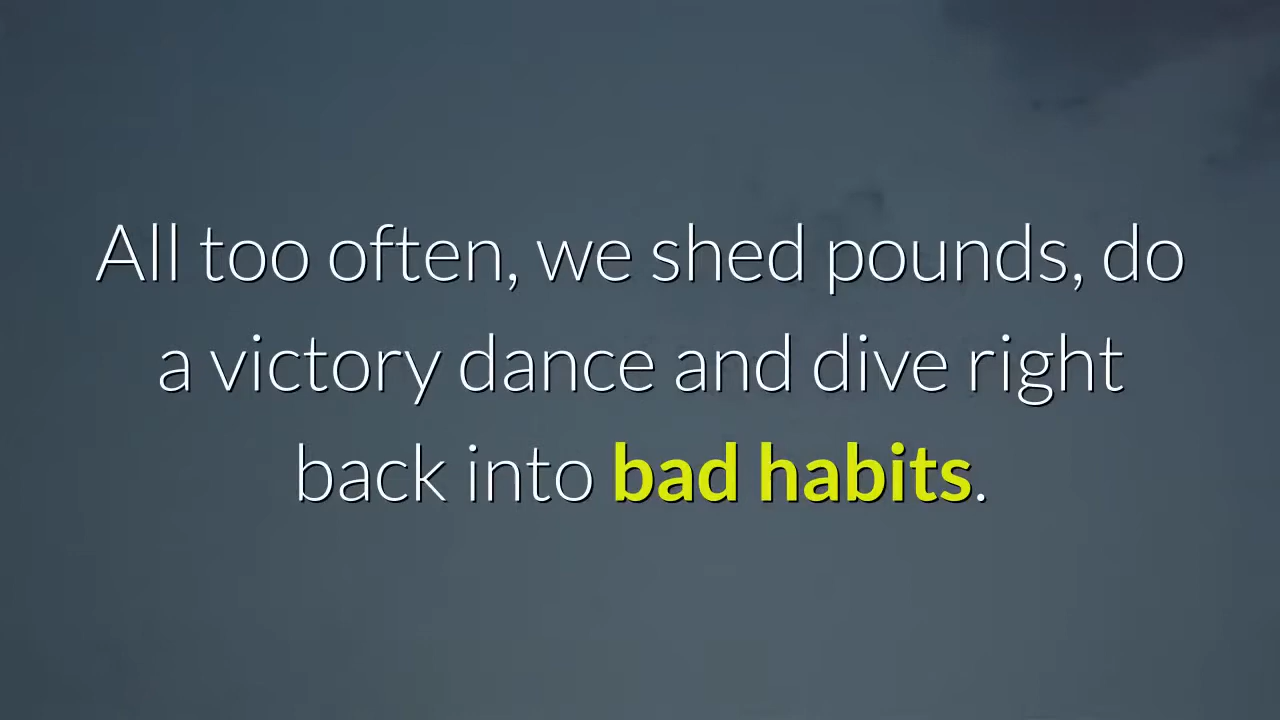 All too often, we shed pounds, do
a victory dance and dive right
back into bad habits.